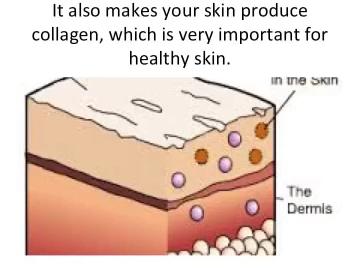 It also makes your skin produce
collagen, which is very important for
healthy skin.
in the Skin
The
Dermis